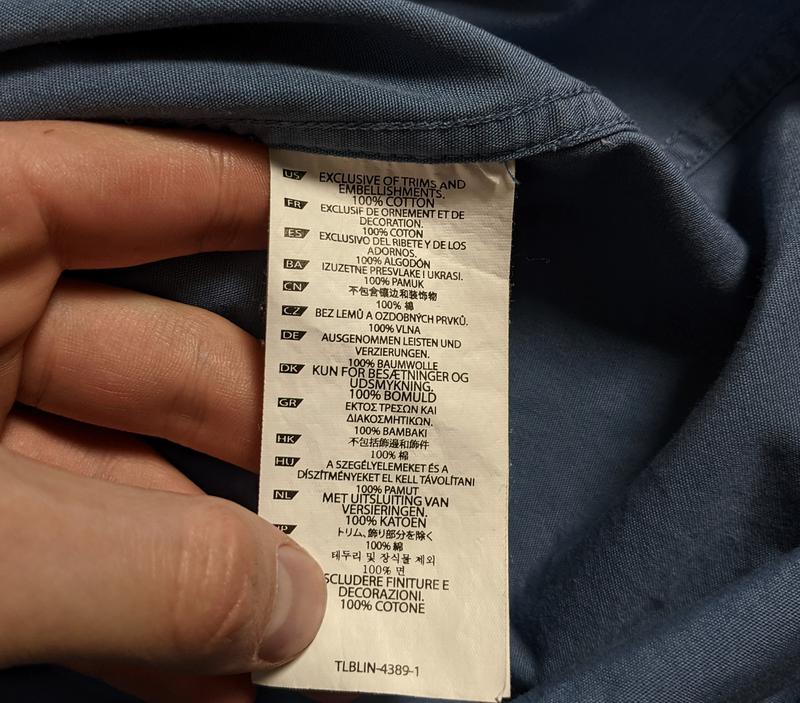 US EXCLUSIVE OF TRIMS AND
EMBELLISHMENTS.
100% COTTON
FR EXCLUSIF DE ORNEMENT ET DE
DECORATION.
100% COTON
ES EXCLUSIVO DEL RIBETE Y DE LOS
ADORNOS.
100% ALGODÓN
BA IZUZETNE PRESVLAKE I UKRASI.
100% PAMUK
CN 不包含镶边和装饰物
100% 棉
CZ BEZ LEMŮ A OZDOBNÝCH PRVKŮ.
100% VLNA
DE AUSGENOMMEN LEISTEN UND
VERZIERUNGEN.
100% BAUMWOLLE
DK KUN FOR BESÆTNINGER OG
UDSMYKNING.
100% BOMULD
GR ΕΚΤΟΣ ΤΡΕΣΩΝ ΚΑΙ
ΔΙΑΚΟΣΜΗΤΙΚΩΝ.
100% ΒΑΜΒΑΚΙ
HK 不包括飾邊和飾件
100% 棉
HU A SZEGÉLYELEMEKET ÉS A
DÍSZÍTMÉNYEKET EL KELL TÁVOLÍTANI
100% PAMUT
NL MET UITSLUITING VAN
VERSIERINGEN.
100% KATOEN
トリム、飾り部分を除く
100% 綿
테두리 및 장식물 제외
100% 면
SCLUDERE FINITURE E
DECORAZIONI.
100% COTONE
TLBLIN-4389-1